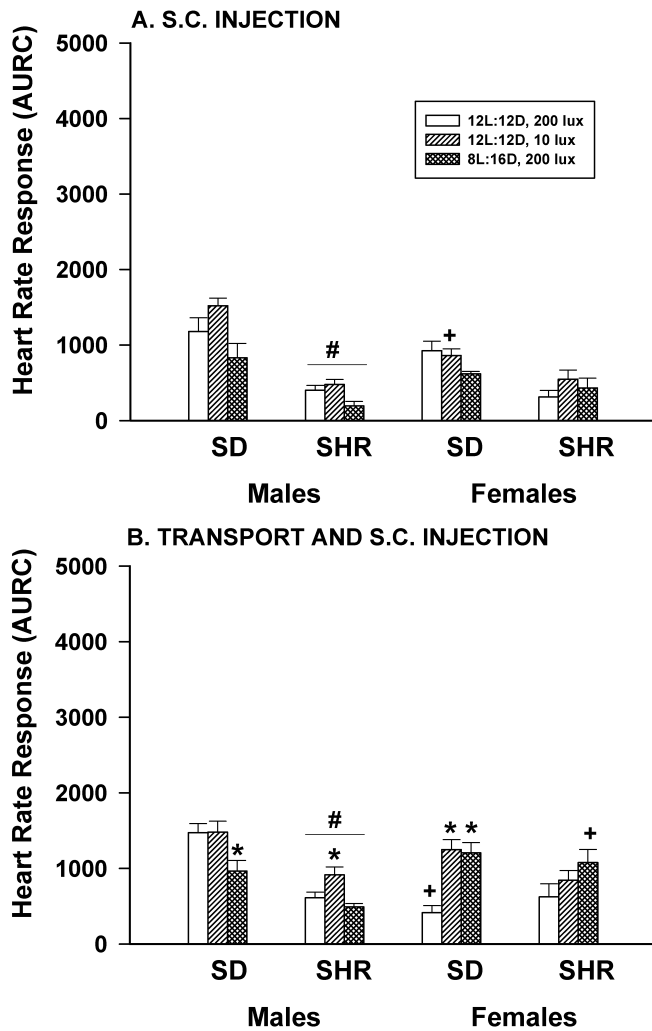 A. S.C. INJECTION
Heart Rate Response (AURC)
5000
4000
3000
2000
1000
0
12L:12D, 200 lux
12L:12D, 10 lux
8L:16D, 200 lux
#
+
SD SHR SD SHR
Males Females
B. TRANSPORT AND S.C. INJECTION
Heart Rate Response (AURC)
5000
4000
3000
2000
1000
0
#
* * * *
+ +
SD SHR SD SHR
Males Females